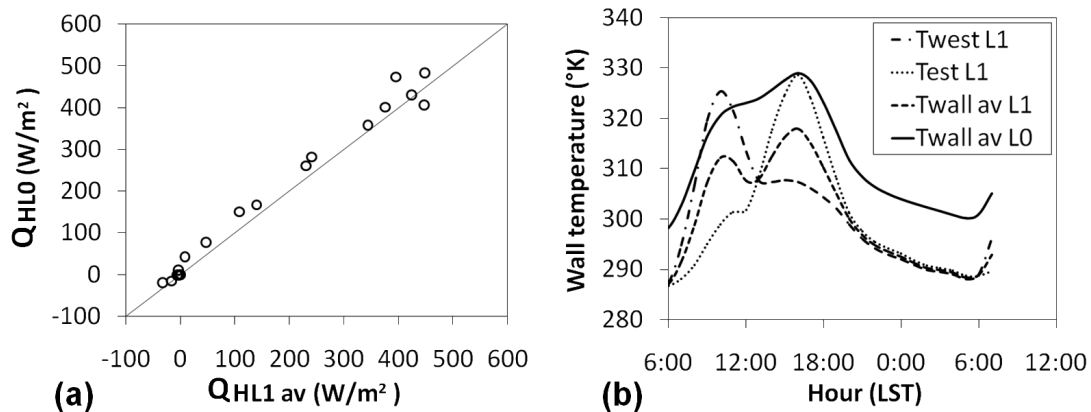 600
500
400
300
200
100
0
-100
QHL0 (W/m²)
-100 0 100 200 300 400 500 600
QHL1 av (W/m²)
(a)
330
320
310
300
290
280
Wall temperature (°K)
Twest L1
Test L1
Twall av L1
Twall av L0
6:00 12:00 18:00 0:00 6:00 12:00
Hour (LST)
(b)